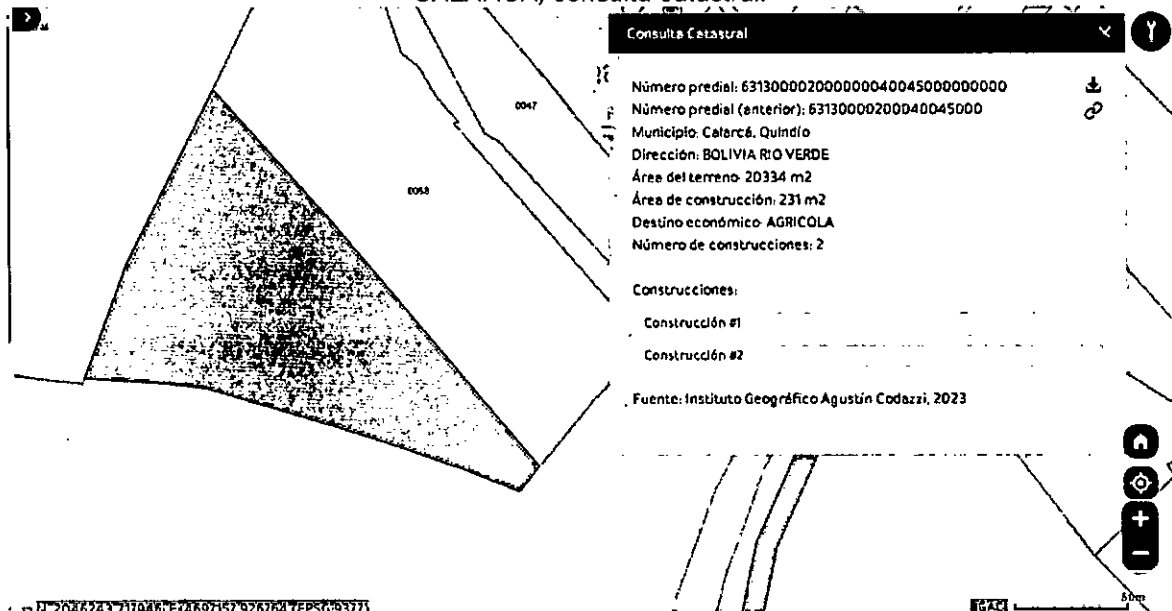 Consulta Catastral
Número predial: 631300002000000040045000000000
Número predial (anterior): 63130000200040045000
Municipio: Calarcá, Quindío
Dirección: BOLIVIA RIO VERDE
Área del terreno: 20334 m2
Área de construcción: 231 m2
Destino económico: AGRICOLA
Número de construcciones: 2
Construcciones:
Construcción #1
Construcción #2
Fuente: Instituto Geográfico Agustín Codazzi, 2023
0047
IGAC
50m